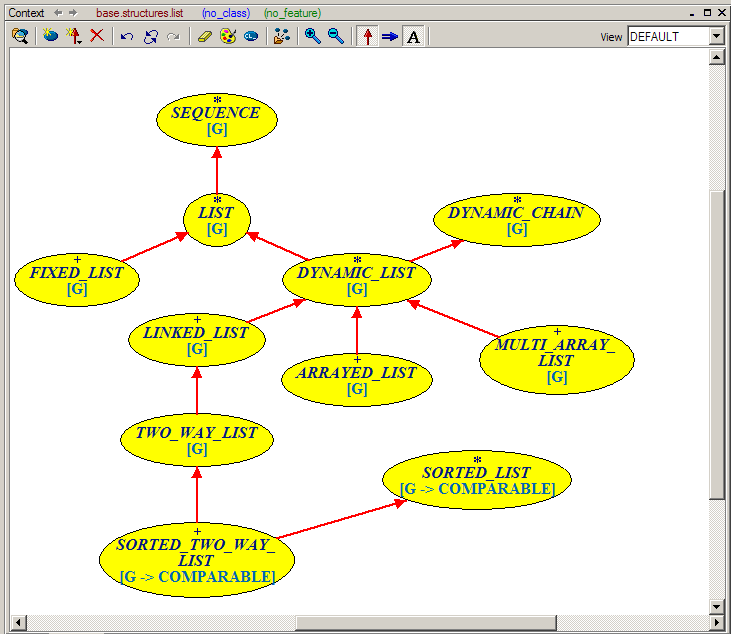 Context base.structures.list (no_class) (no_feature)
A View DEFAULT
*
SEQUENCE
[G]
*
LIST
[G]
*
DYNAMIC_CHAIN
[G]
+
FIXED_LIST
[G]
*
DYNAMIC_LIST
[G]
+
LINKED_LIST
[G]
+
ARRAYED_LIST
[G]
+
MULTI_ARRAY_
LIST
[G]
TWO_WAY_LIST
[G]
*
SORTED_LIST
[G -> COMPARABLE]
+
SORTED_TWO_WAY_
LIST
[G -> COMPARABLE]